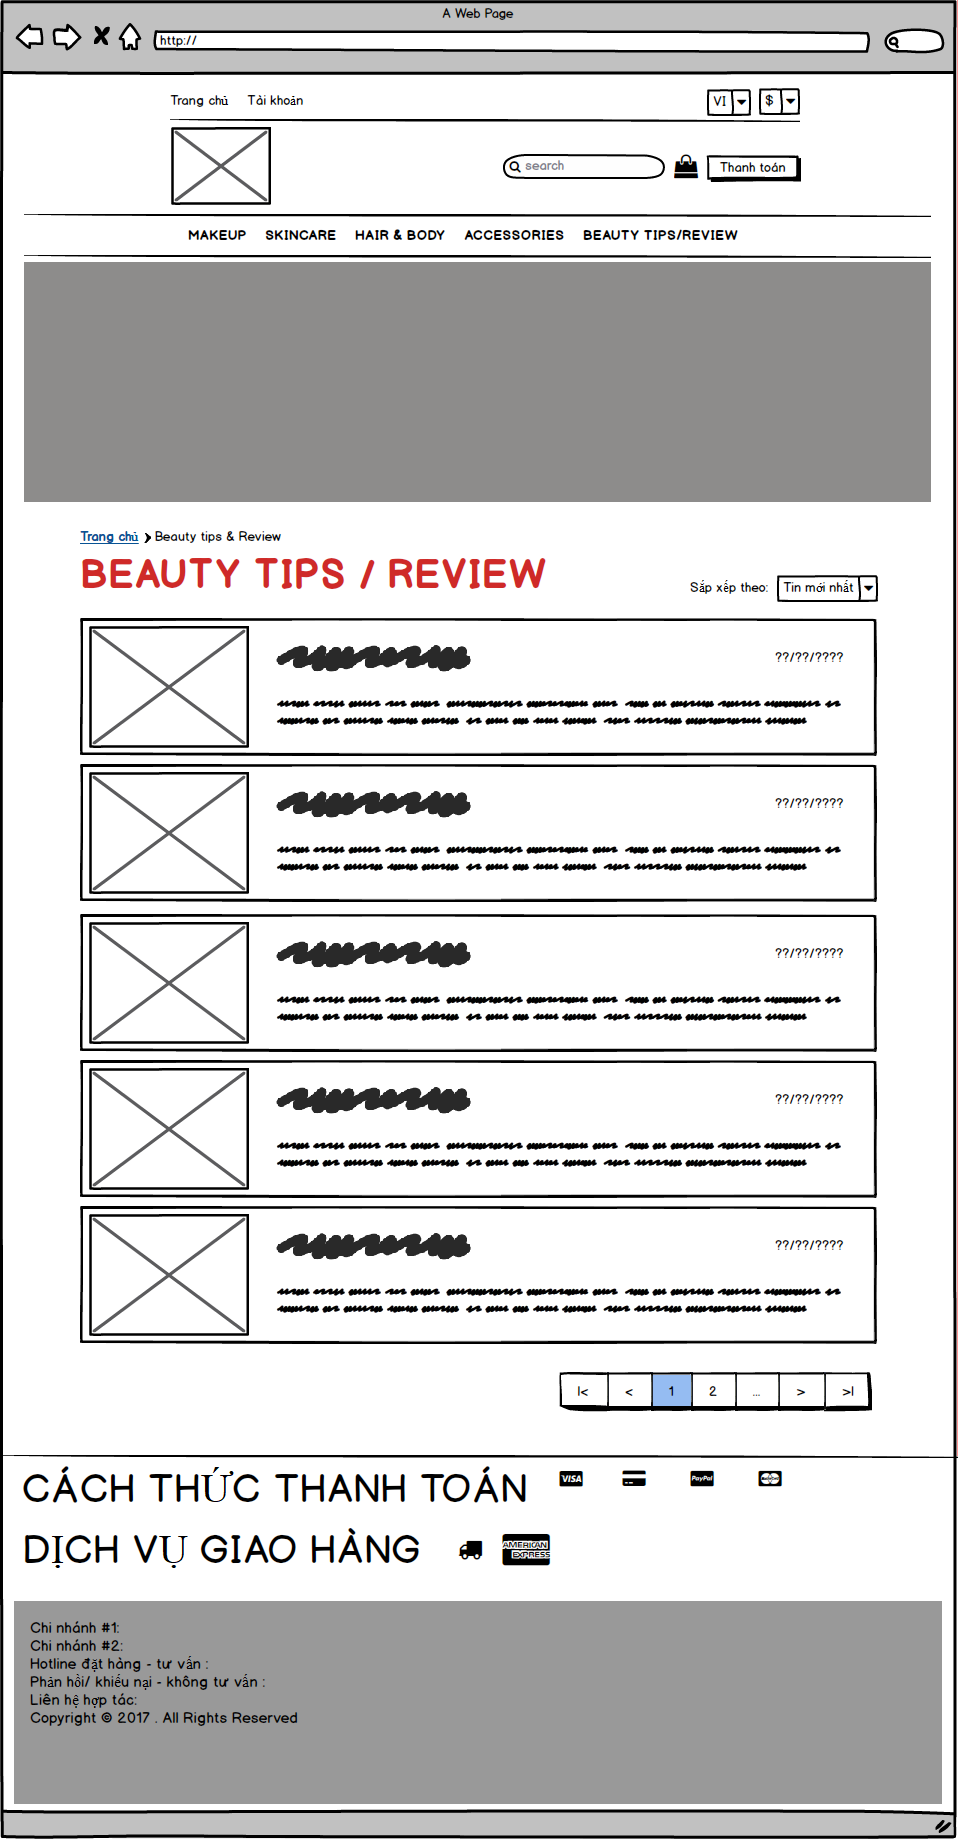 A Web Page
http://
Trang chủ Tài khoản VI $
search Thanh toán
MAKEUP SKINCARE HAIR & BODY ACCESSORIES BEAUTY TIPS/REVIEW
Trang chủ Beauty tips & Review
BEAUTY TIPS / REVIEW
Sắp xếp theo: Tin mới nhất
??/??/????
??/??/????
??/??/????
??/??/????
??/??/????
|< < 1 2 ... > >|
CÁCH THỨC THANH TOÁN VISA PayPal MasterCard
DỊCH VỤ GIAO HÀNG AMERICAN EXPRESS
Chi nhánh #1:
Chi nhánh #2:
Hotline đặt hàng - tư vấn :
Phản hồi/ khiếu nại - không tư vấn :
Liên hệ hợp tác:
Copyright © 2017 . All Rights Reserved